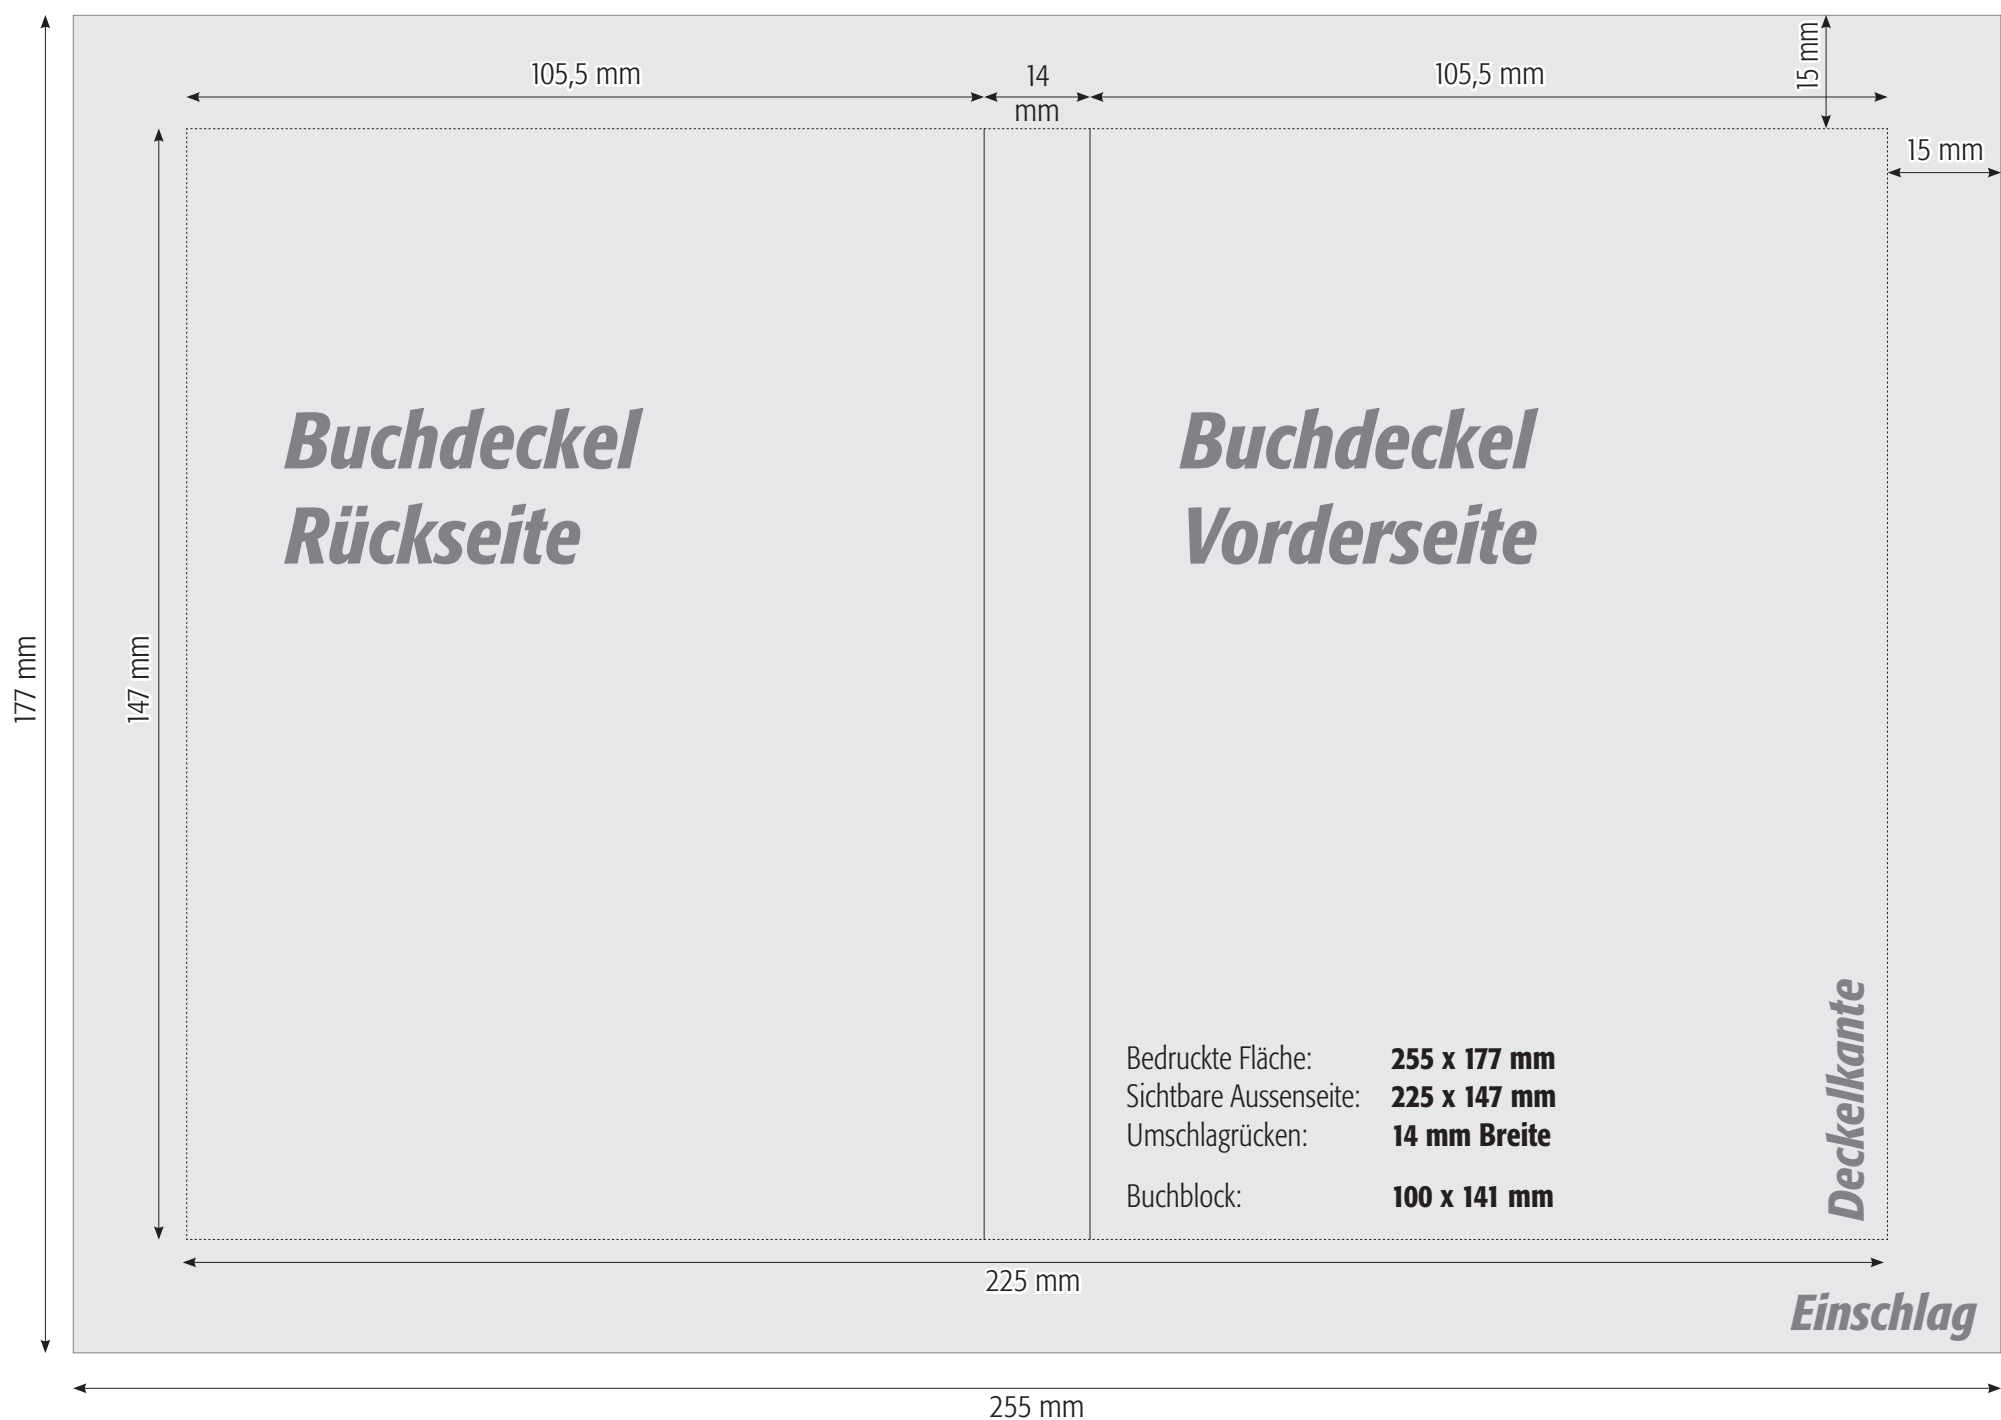 105,5 mm
14
mm
105,5 mm
15 mm
15 mm
Buchdeckel
Rückseite
Buchdeckel
Vorderseite
177 mm
147 mm
Bedruckte Fläche: 255 x 177 mm
Sichtbare Aussenseite: 225 x 147 mm
Umschlagrücken: 14 mm Breite
Buchblock: 100 x 141 mm
Deckelkante
225 mm
Einschlag
255 mm